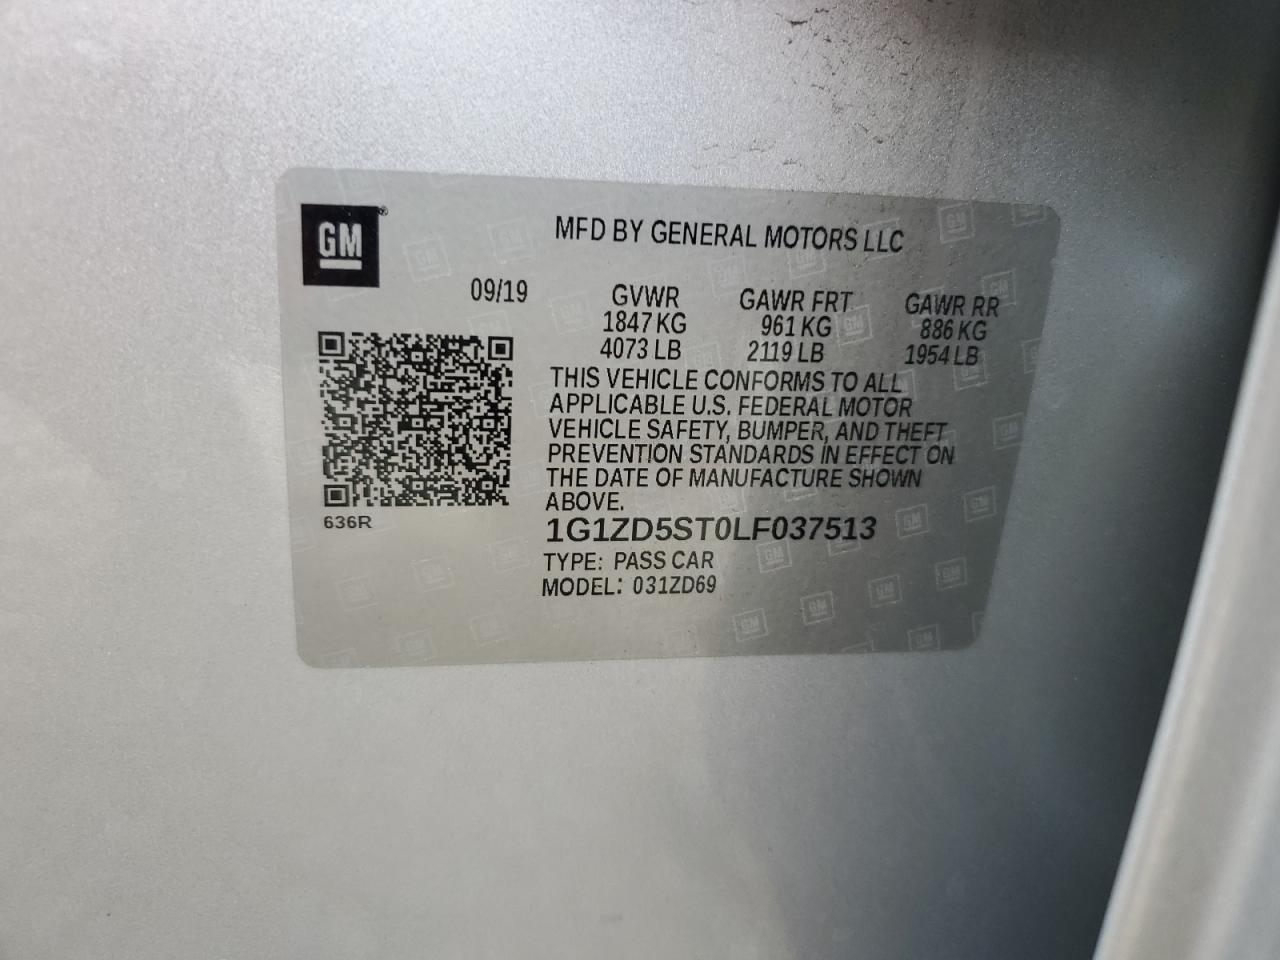 GM®
MFD BY GENERAL MOTORS LLC
09/19
GVWR GAWR FRT GAWR RR
1847 KG 961 KG 886 KG
4073 LB 2119 LB 1954 LB
THIS VEHICLE CONFORMS TO ALL
APPLICABLE U.S. FEDERAL MOTOR
VEHICLE SAFETY, BUMPER, AND THEFT
PREVENTION STANDARDS IN EFFECT ON
THE DATE OF MANUFACTURE SHOWN
ABOVE.
636R
1G1ZD5ST0LF037513
TYPE: PASS CAR
MODEL: 031ZD69